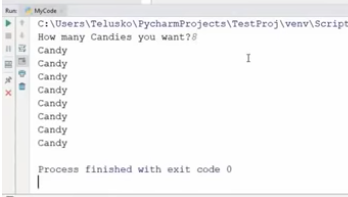 Run
MyCode
C:\Users\Telusko\PycharmProjects\TestProj\venv\Script
How many Candies you want?8
Candy
Candy
Candy
Candy
Candy
Candy
Candy
Candy
Process finished with exit code 0